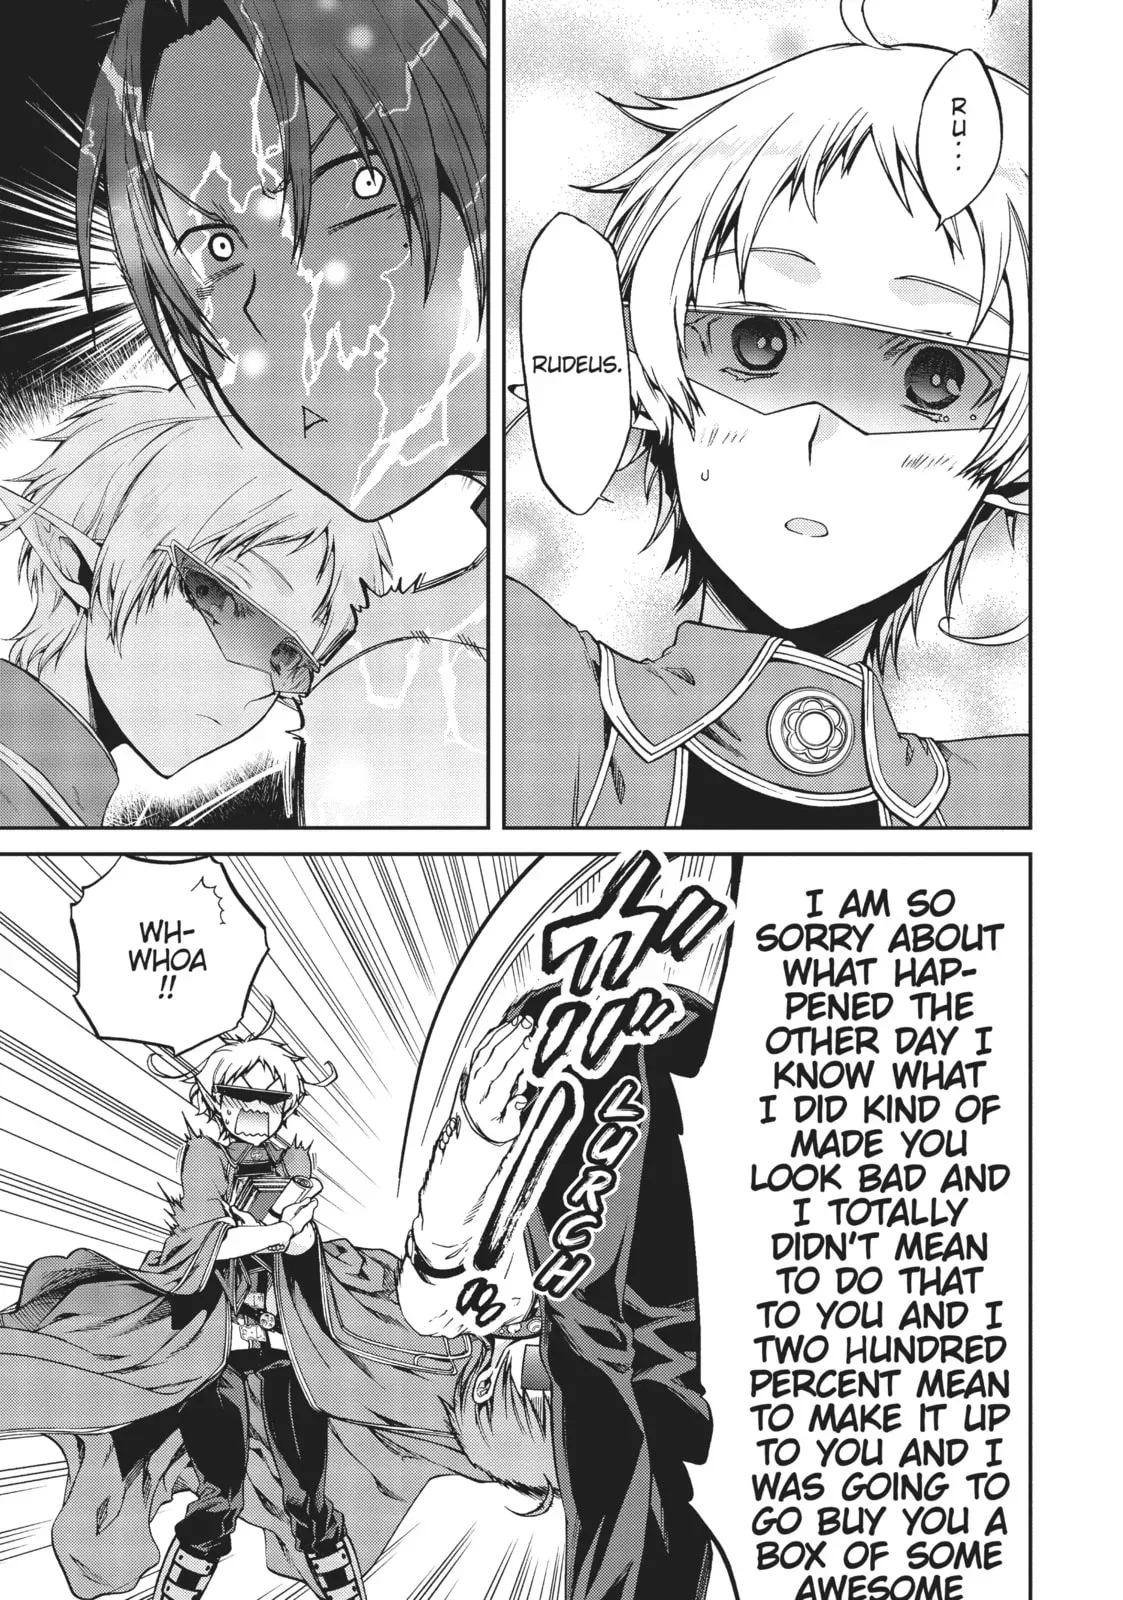 RU...
RUDEUS.
I AM SO
SORRY ABOUT
WHAT HAP-
PENED THE
OTHER DAY I
KNOW WHAT
I DID KIND OF
MADE YOU
LOOK BAD AND
I TOTALLY
DIDN'T MEAN
TO DO THAT
TO YOU AND I
TWO HUNDRED
PERCENT MEAN
TO MAKE IT UP
TO YOU AND I
WAS GOING TO
GO BUY YOU A
BOX OF SOME
AWESOME
LURCH
WH-
WHOA
!!